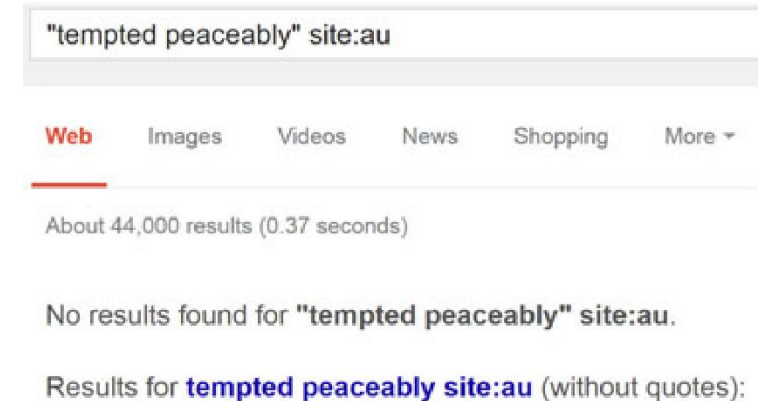 "tempted peaceably" site:au
Web Images Videos News Shopping More
About 44,000 results (0.37 seconds)
No results found for "tempted peaceably" site:au.
Results for tempted peaceably site:au (without quotes):